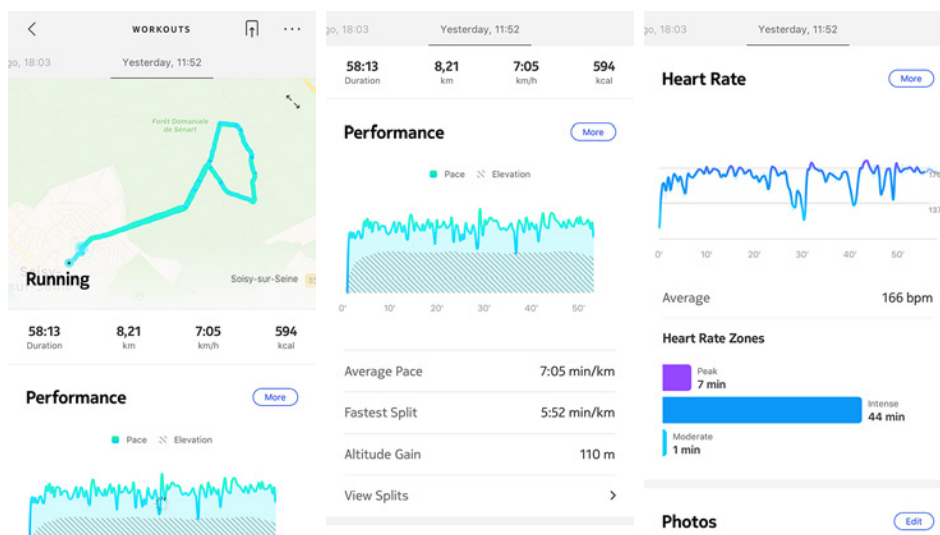 WORKOUTS
go, 18:03 Yesterday, 11:52
Forêt Domaniale
de Sénart
Running
Soisy-sur-Seine
58:13 8,21 7:05 594
Duration km km/h kcal
Performance More
Pace Elevation
go, 18:03 Yesterday, 11:52
58:13 8,21 7:05 594
Duration km km/h kcal
Performance More
Pace Elevation
0' 10' 20' 30' 40' 50'
Average Pace 7:05 min/km
Fastest Split 5:52 min/km
Altitude Gain 110 m
View Splits
go, 18:03 Yesterday, 11:52
Heart Rate More
0' 10' 20' 30' 40' 50'
Average 166 bpm
Heart Rate Zones
Peak
7 min
Intense
44 min
Moderate
1 min
Photos Edit